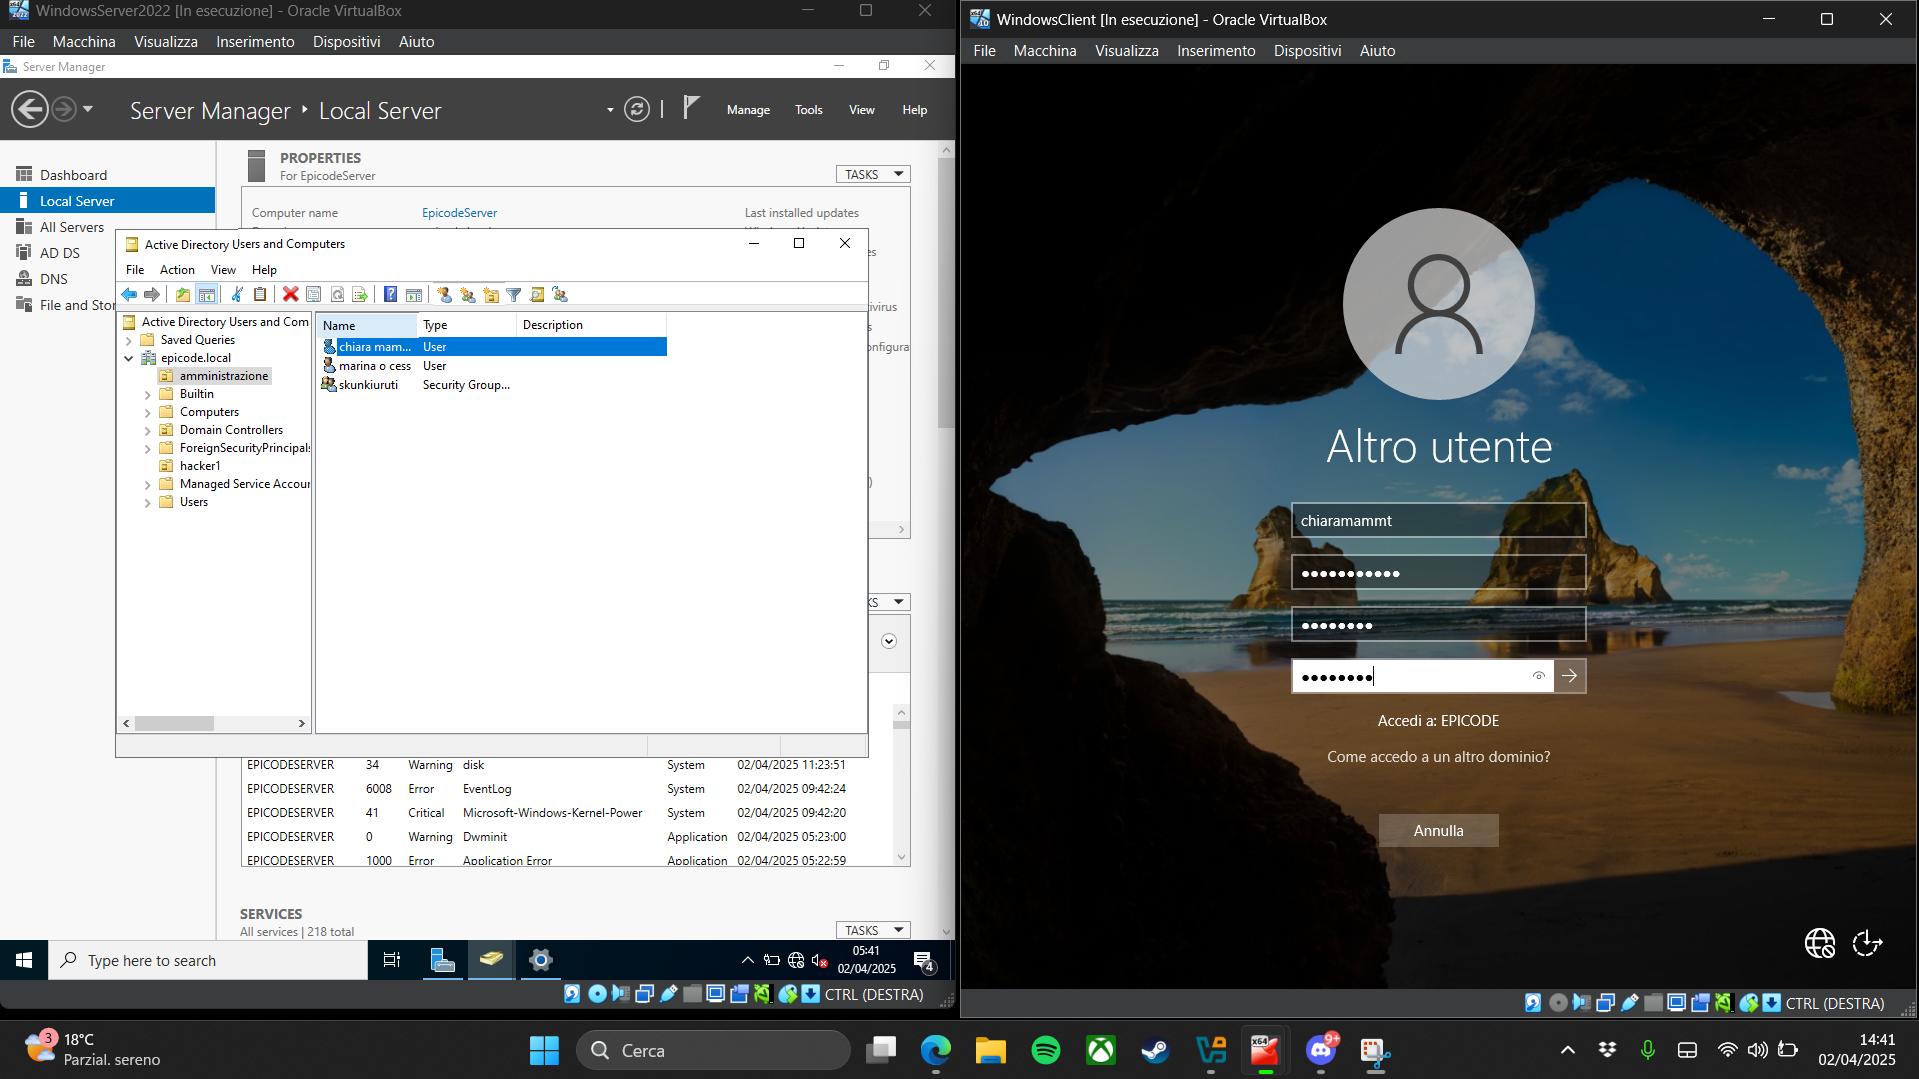 WindowsServer2022 [In esecuzione] - Oracle VirtualBox
File Macchina Visualizza Inserimento Dispositivi Aiuto
Server Manager
Server Manager Local Server
Manage Tools View Help
Dashboard
Local Server
All Servers
AD DS
DNS
File and Stor
PROPERTIES
For EpicodeServer
TASKS
Computer name EpicodeServer Last installed updates
Active Directory Users and Computers
File Action View Help
Active Directory Users and Com
Saved Queries
epicode.local
amministrazione
Builtin
Computers
Domain Controllers
ForeignSecurityPrincipals
hacker1
Managed Service Accour
Users
Name Type Description
chiara mam... User
marina o cess User
skunkiuruti Security Group...
EPICODESERVER 34 Warning disk System 02/04/2025 11:23:51
EPICODESERVER 6008 Error EventLog System 02/04/2025 09:42:24
EPICODESERVER 41 Critical Microsoft-Windows-Kernel-Power System 02/04/2025 09:42:20
EPICODESERVER 0 Warning Dwminit Application 02/04/2025 05:23:00
EPICODESERVER 1000 Error Application Error Application 02/04/2025 05:22:59
SERVICES
All services | 218 total
TASKS
Type here to search
05:41
02/04/2025
4
CTRL (DESTRA)
WindowsClient [In esecuzione] - Oracle VirtualBox
File Macchina Visualizza Inserimento Dispositivi Aiuto
Altro utente
chiaramammt
Accedi a: EPICODE
Come accedo a un altro dominio?
Annulla
CTRL (DESTRA)
3
18°C
Parzial. sereno
Cerca
9+
14:41
02/04/2025